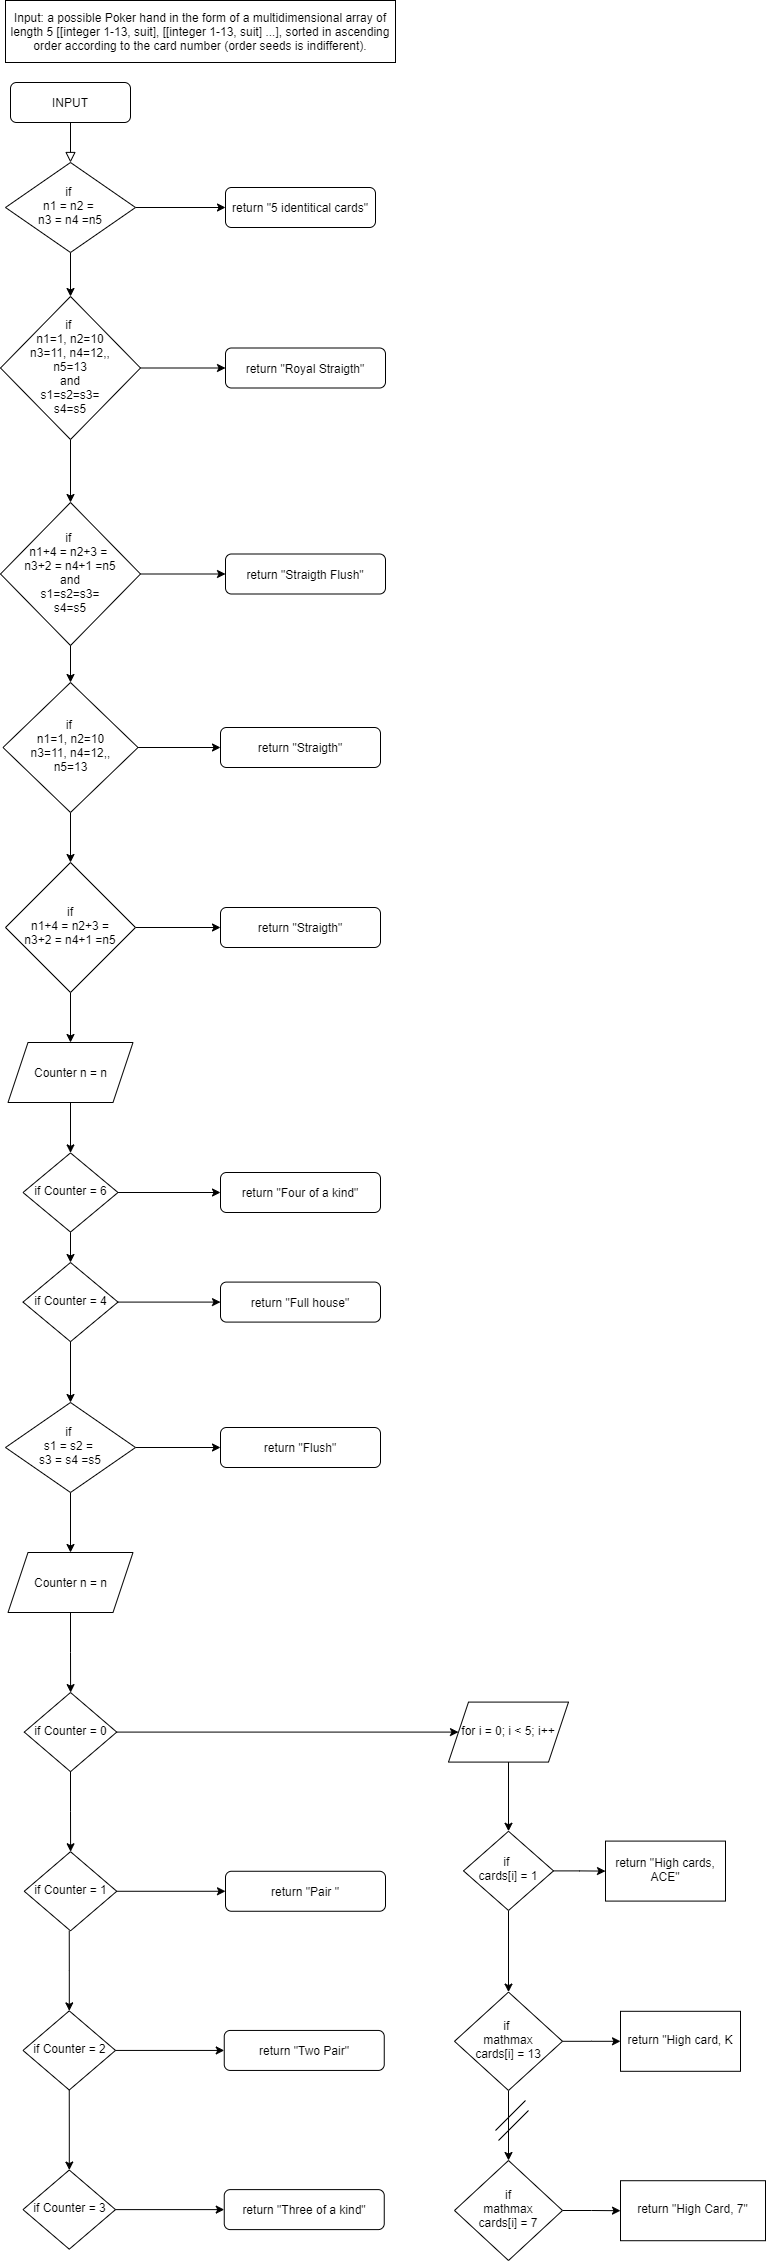 Input: a possible Poker hand in the form of a multidimensional array of
length 5 [[integer 1-13, suit], [[integer 1-13, suit] ...], sorted in ascending
order according to the card number (order seeds is indifferent).
INPUT
if
n1 = n2 =
n3 = n4 =n5
return "5 identitical cards"
if
n1=1, n2=10
n3=11, n4=12,,
n5=13
and
s1=s2=s3=
s4=s5
return "Royal Straigth"
if
n1+4 = n2+3 =
n3+2 = n4+1 =n5
and
s1=s2=s3=
s4=s5
return "Straigth Flush"
if
n1=1, n2=10
n3=11, n4=12,,
n5=13
return "Straigth"
if
n1+4 = n2+3 =
n3+2 = n4+1 =n5
return "Straigth"
Counter n = n
if Counter = 6
return "Four of a kind"
if Counter = 4
return "Full house"
if
s1 = s2 =
s3 = s4 =s5
return "Flush"
Counter n = n
if Counter = 0
for i = 0; i < 5; i++
if
cards[i] = 1
return "High cards,
ACE"
if Counter = 1
return "Pair "
if
mathmax
cards[i] = 13
return "High card, K
if Counter = 2
return "Two Pair"
if
mathmax
cards[i] = 7
return "High Card, 7"
if Counter = 3
return "Three of a kind"